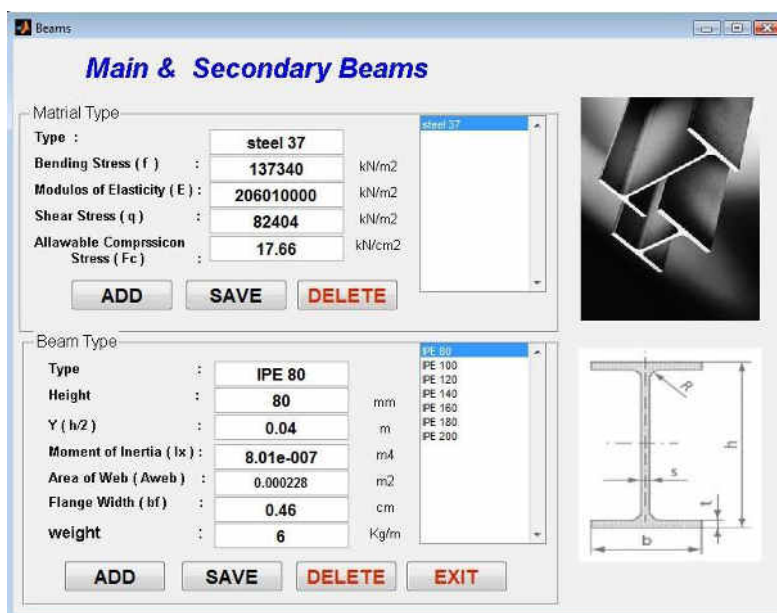 Beams
Main & Secondary Beams
Matrial Type
Type : steel 37
Bending Stress ( f ) : 137340 kN/m2
Modulos of Elasticity ( E ) : 206010000 kN/m2
Shear Stress ( q ) : 82404 kN/m2
Allawable Comprssicon
Stress ( Fc ) : 17.66 kN/cm2
ADD SAVE DELETE
steel 37
Beam Type
Type : IPE 80
Height : 80 mm
Y ( h/2 ) : 0.04 m
Moment of Inertia ( Ix ) : 8.01e-007 m4
Area of Web ( Aweb ) : 0.000228 m2
Flange Width ( bf ) : 0.46 cm
weight : 6 Kg/m
IPE 80
IPE 100
IPE 120
IPE 140
IPE 160
IPE 180
IPE 200
ADD SAVE DELETE EXIT
R
h
s
t
b